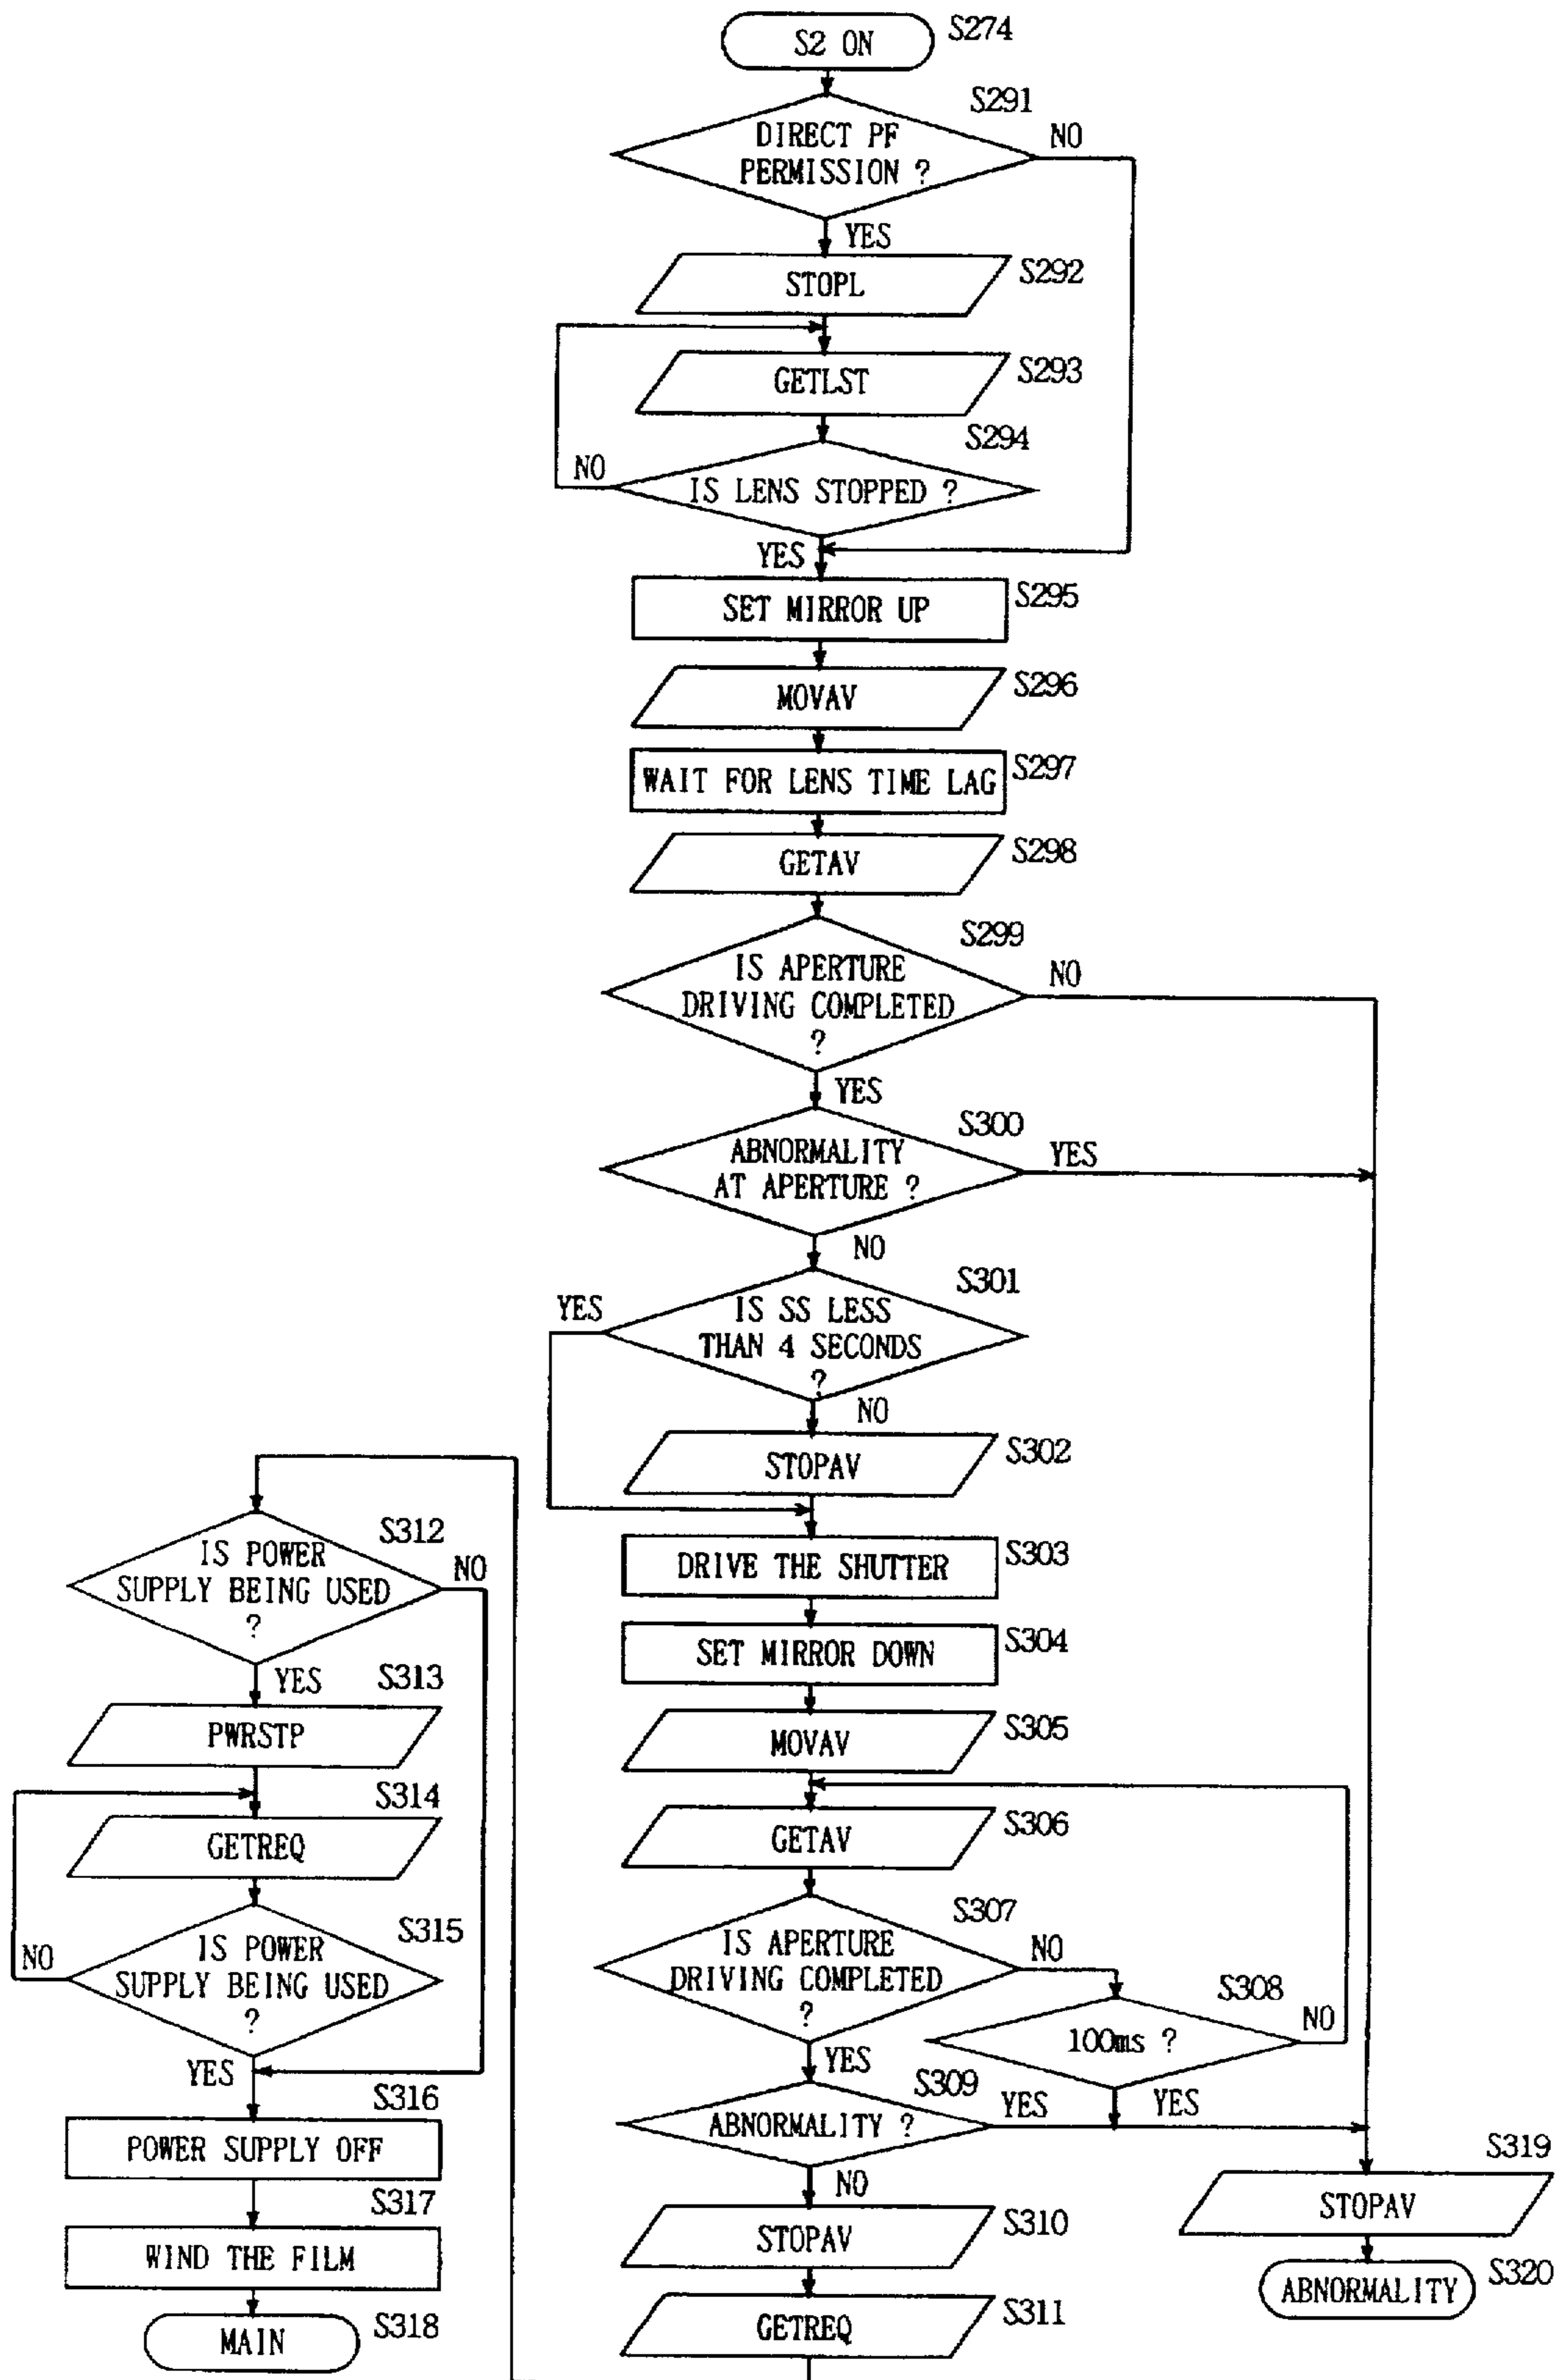 S2 ON
S274
S291
DIRECT PF
PERMISSION ?
NO
YES
STOPL
S292
GETLST
S293
S294
NO
IS LENS STOPPED ?
YES
SET MIRROR UP
S295
MOVAV
S296
WAIT FOR LENS TIME LAG
S297
GETAV
S298
S299
IS APERTURE
DRIVING COMPLETED
?
NO
YES
S300
ABNORMALITY
AT APERTURE ?
YES
NO
S301
YES
IS SS LESS
THAN 4 SECONDS
?
NO
STOPAV
S302
DRIVE THE SHUTTER
S303
SET MIRROR DOWN
S304
MOVAV
S305
GETAV
S306
S307
IS APERTURE
DRIVING COMPLETED
?
NO
S308
100ms ?
NO
YES
YES
S309
ABNORMALITY ?
YES
NO
STOPAV
S310
GETREQ
S311
S312
IS POWER
SUPPLY BEING USED
?
NO
YES
S313
PWRSTP
S314
GETREQ
S315
NO
IS POWER
SUPPLY BEING USED
?
YES
S316
POWER SUPPLY OFF
S317
WIND THE FILM
MAIN
S318
S319
STOPAV
ABNORMALITY
S320